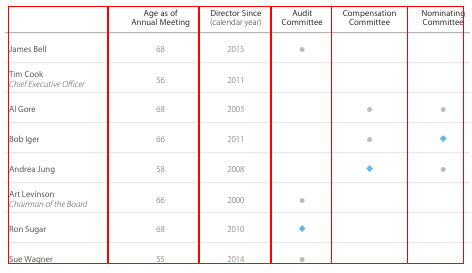 Age as of Annual Meeting	Director Since (calendar year)	Audit Committee	Compensation Committee	Nominating Committee
James Bell	68	2015	●
Tim Cook
Chief Executive Officer	56	2011
Al Gore	68	2003	●	●
Bob Iger	66	2011	●	◆
Andrea Jung	58	2008	◆	●
Art Levinson
Chairman of the Board	66	2000	●
Ron Sugar	68	2010	◆
Sue Wagner	55	2014	●